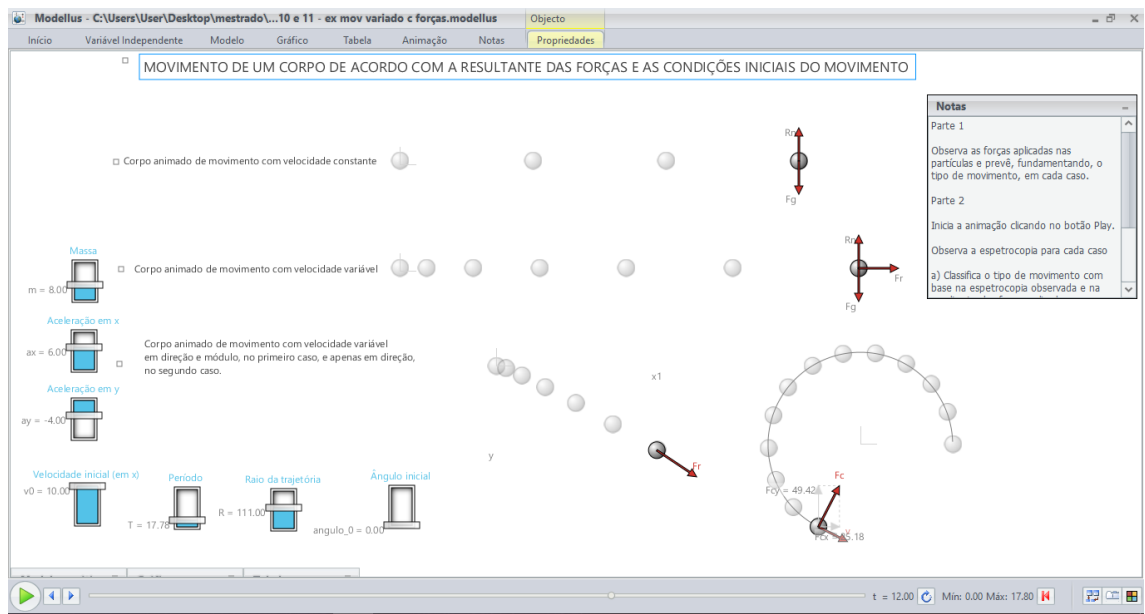 Modellus - C:\Users\User\Desktop\mestrado\...10 e 11 - ex mov variado c forças.modellus
Objecto
Início Variável Independente Modelo Gráfico Tabela Animação Notas Propriedades
MOVIMENTO DE UM CORPO DE ACORDO COM A RESULTANTE DAS FORÇAS E AS CONDIÇÕES INICIAIS DO MOVIMENTO
Notas
Parte 1
Observa as forças aplicadas nas
partículas e prevê, fundamentando, o
tipo de movimento, em cada caso.
Parte 2
Inicia a animação clicando no botão Play.
Observa a espetrocopia para cada caso
a) Classifica o tipo de movimento com
base na espetrocopia observada e na
Corpo animado de movimento com velocidade constante
Fg
Massa
m = 8.00
Corpo animado de movimento com velocidade variável
Fr
Fg
Aceleração em x
ax = 6.00
Corpo animado de movimento com velocidade variável
em direção e módulo, no primeiro caso, e apenas em direção,
no segundo caso.
x1
Aceleração em y
ay = -4.00
y
Fr
Velocidade inicial (em x)
v0 = 10.00
Período
T = 17.78
Raio da trajetória
R = 111.00
Ângulo inicial
angulo_0 = 0.00
Fc
Fcy = 49.42
v
t = 12.00 Mín: 0.00 Máx: 17.80